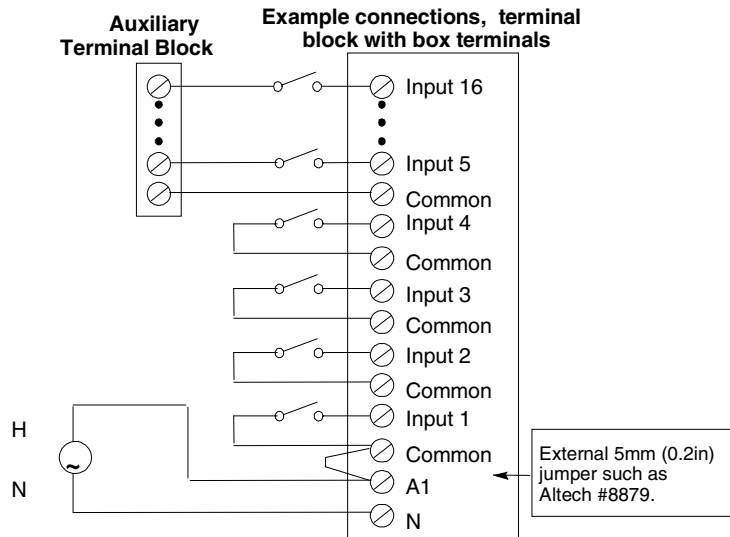 Auxiliary
Terminal Block
Example connections, terminal
block with box terminals
Input 16
Input 5
Common
Input 4
Common
Input 3
Common
Input 2
Common
Input 1
Common
A1
N
H
N
~
External 5mm (0.2in)
jumper such as
Altech #8879.